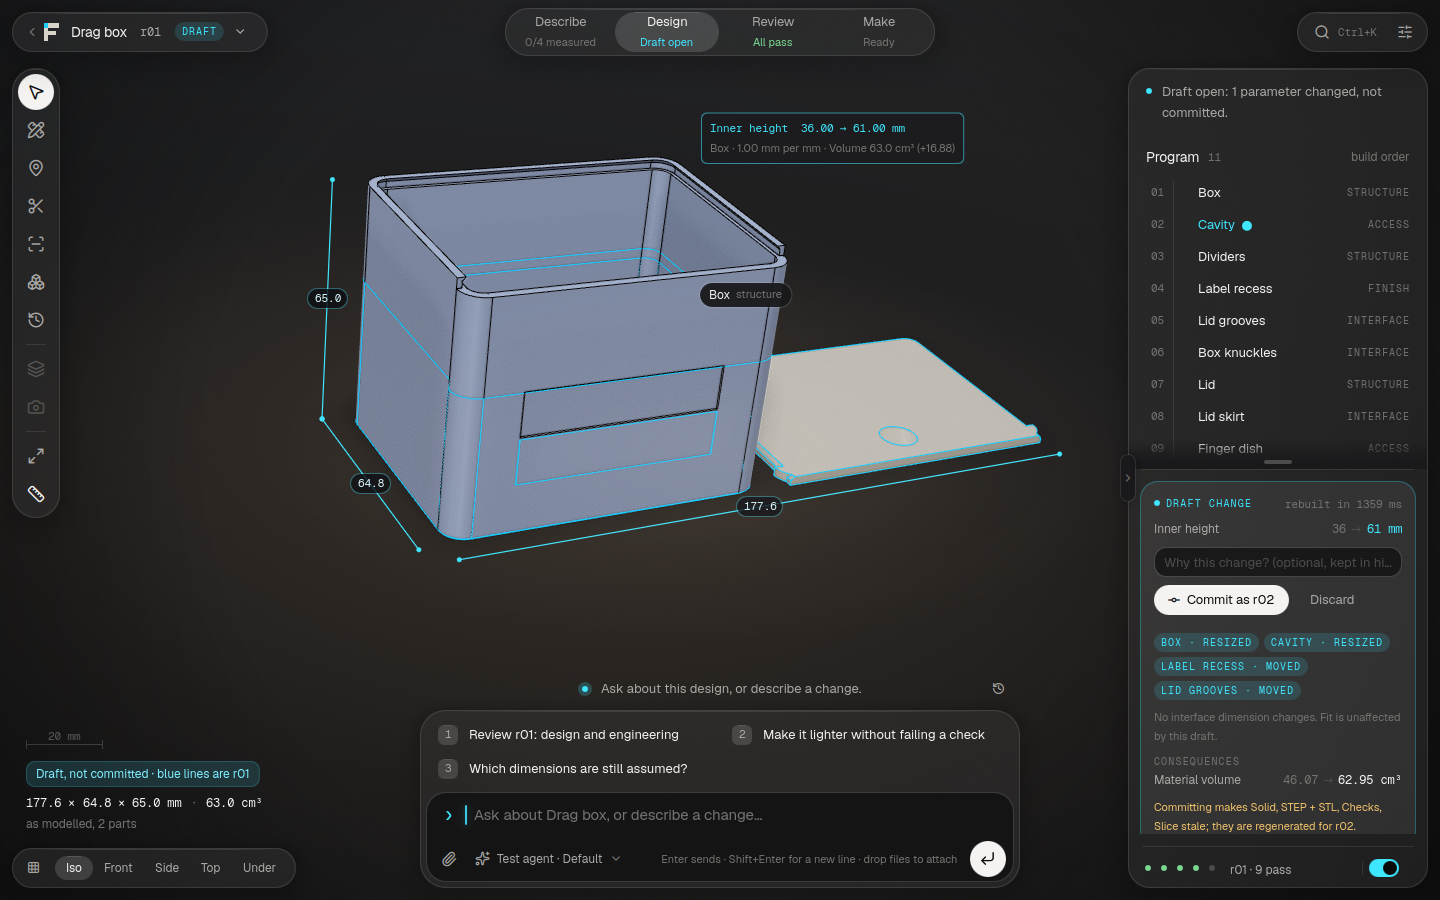 Drag box r01 DRAFT
Describe
0/4 measured
Design
Draft open
Review
All pass
Make
Ready
Ctrl+K
Inner height 36.00 → 61.00 mm
Box · 1.00 mm per mm · Volume 63.0 cm³ (+16.88)
65.0
Box structure
64.8
177.6
Draft open: 1 parameter changed, not
committed.
Program 11 build order
01 Box STRUCTURE
02 Cavity ACCESS
03 Dividers STRUCTURE
04 Label recess FINISH
05 Lid grooves INTERFACE
06 Box knuckles INTERFACE
07 Lid STRUCTURE
08 Lid skirt INTERFACE
09 Finger dish ACCESS
DRAFT CHANGE rebuilt in 1359 ms
Inner height 36 → 61 mm
Why this change? (optional, kept in hi...
Commit as r02 Discard
BOX · RESIZED CAVITY · RESIZED
LABEL RECESS · MOVED
LID GROOVES · MOVED
No interface dimension changes. Fit is unaffected
by this draft.
CONSEQUENCES
Material volume 46.07 → 62.95 cm³
Committing makes Solid, STEP + STL, Checks,
Slice stale; they are regenerated for r02.
r01 · 9 pass
Ask about this design, or describe a change.
1 Review r01: design and engineering
2 Make it lighter without failing a check
3 Which dimensions are still assumed?
Ask about Drag box, or describe a change...
Test agent · Default
Enter sends · Shift+Enter for a new line · drop files to attach
20 mm
Draft, not committed · blue lines are r01
177.6 × 64.8 × 65.0 mm · 63.0 cm³
as modelled, 2 parts
Iso Front Side Top Under